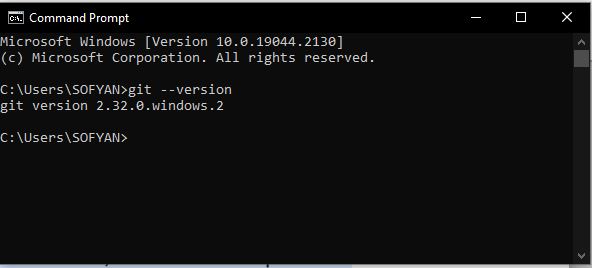 Command Prompt
Microsoft Windows [Version 10.0.19044.2130]
(c) Microsoft Corporation. All rights reserved.
C:\Users\SOFYAN>git --version
git version 2.32.0.windows.2
C:\Users\SOFYAN>